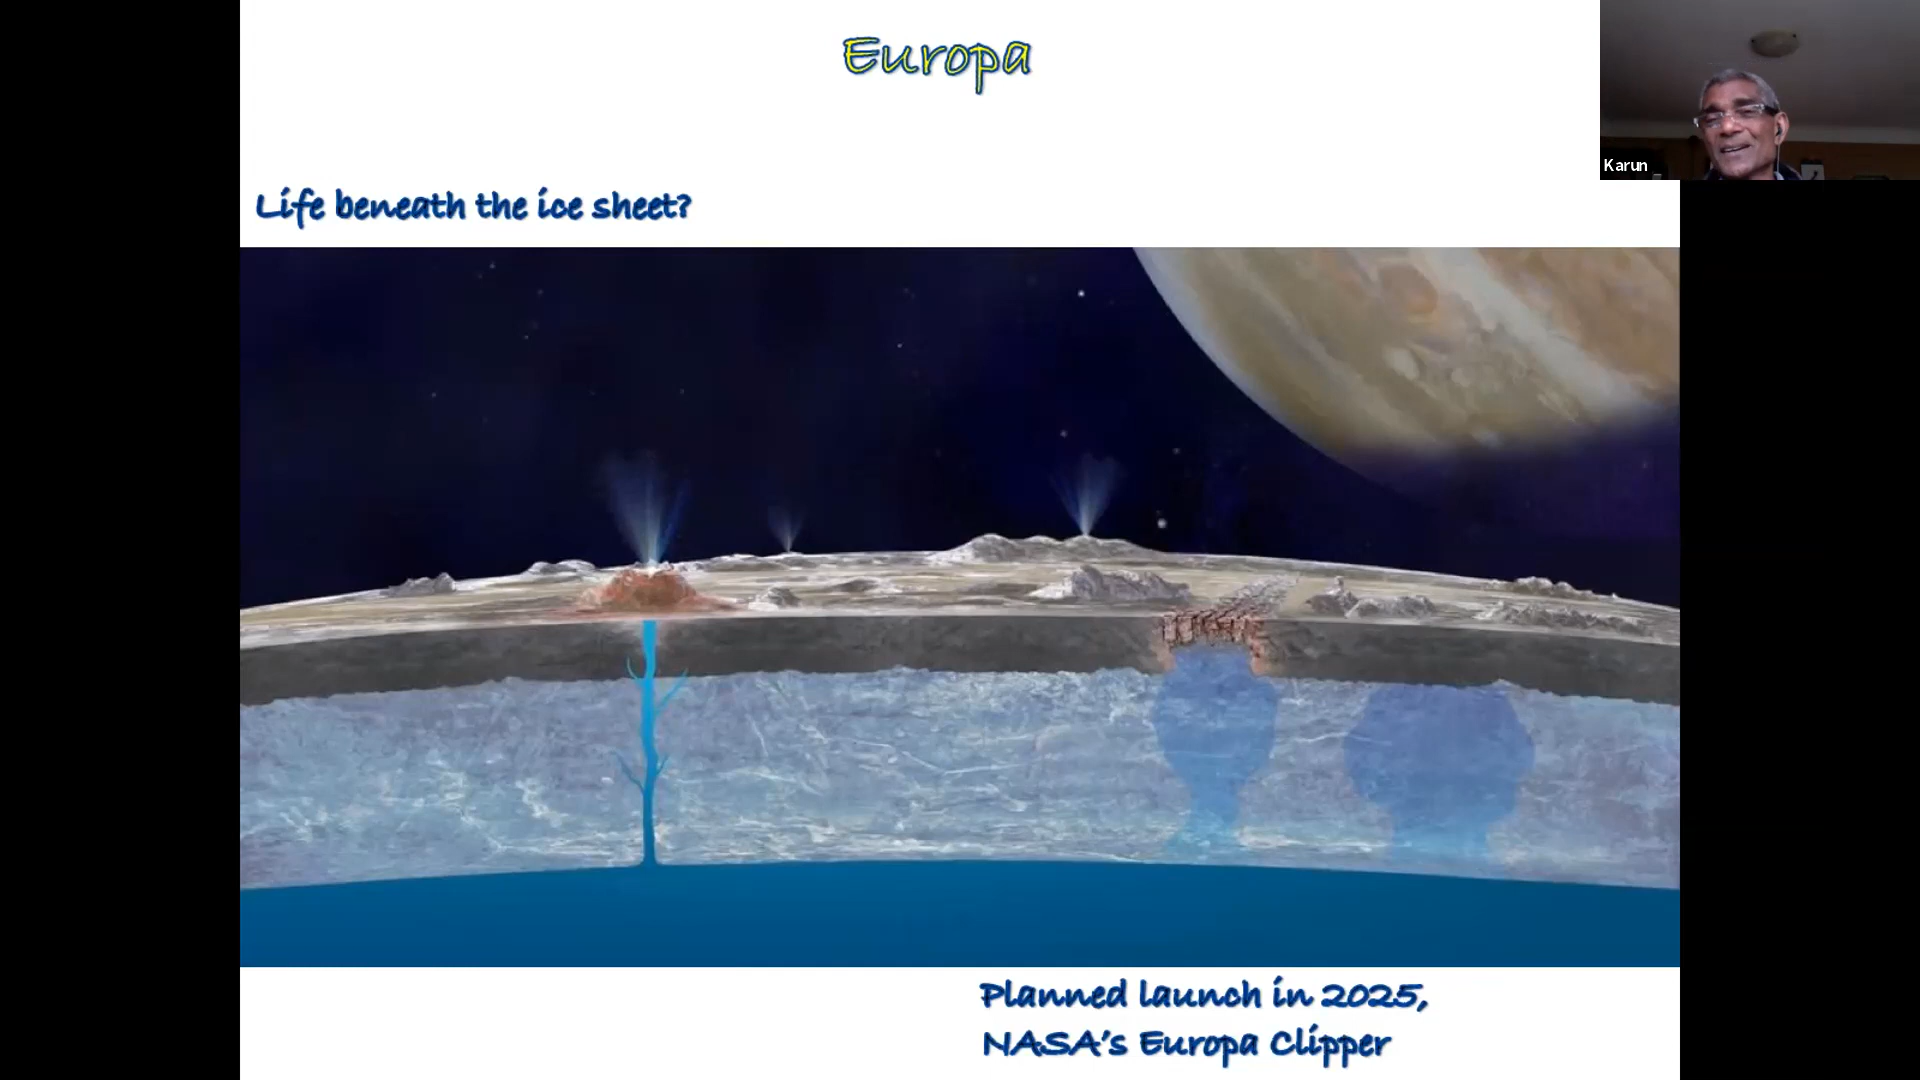 Europa
Karun
Life beneath the ice sheet?
Planned launch in 2025,
NASA's Europa Clipper